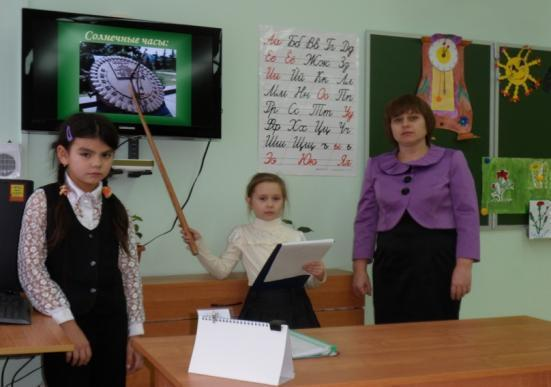 Солнечные часы:
Аа Бб Вв Гг Дд
Ее Ёё Жж Зз
Ии Йй Кк Лл
Мм Нн Оо Пп
Рр Сс Тт Уу
Фф Хх Цц Чч
Шш Щщ ъ ы ь
Ээ Юю Яя